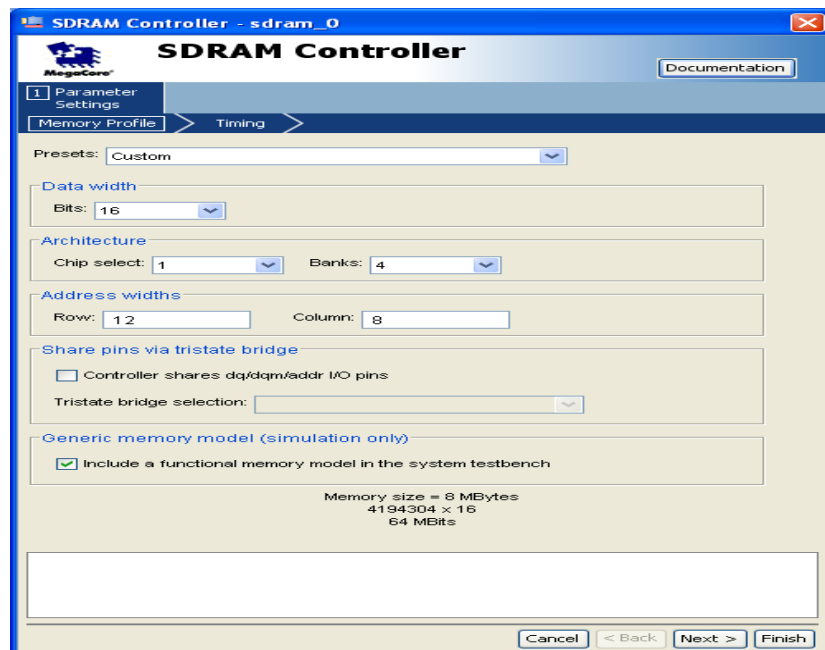 SDRAM Controller - sdram_0
SDRAM Controller
MegaCore®
Documentation
1 Parameter
Settings
Memory Profile Timing
Presets: Custom
Data width
Bits: 16
Architecture
Chip select: 1 Banks: 4
Address widths
Row: 12 Column: 8
Share pins via tristate bridge
Controller shares dq/dqm/addr I/O pins
Tristate bridge selection:
Generic memory model (simulation only)
Include a functional memory model in the system testbench
Memory size = 8 MBytes
4194304 x 16
64 MBits
Cancel < Back Next > Finish